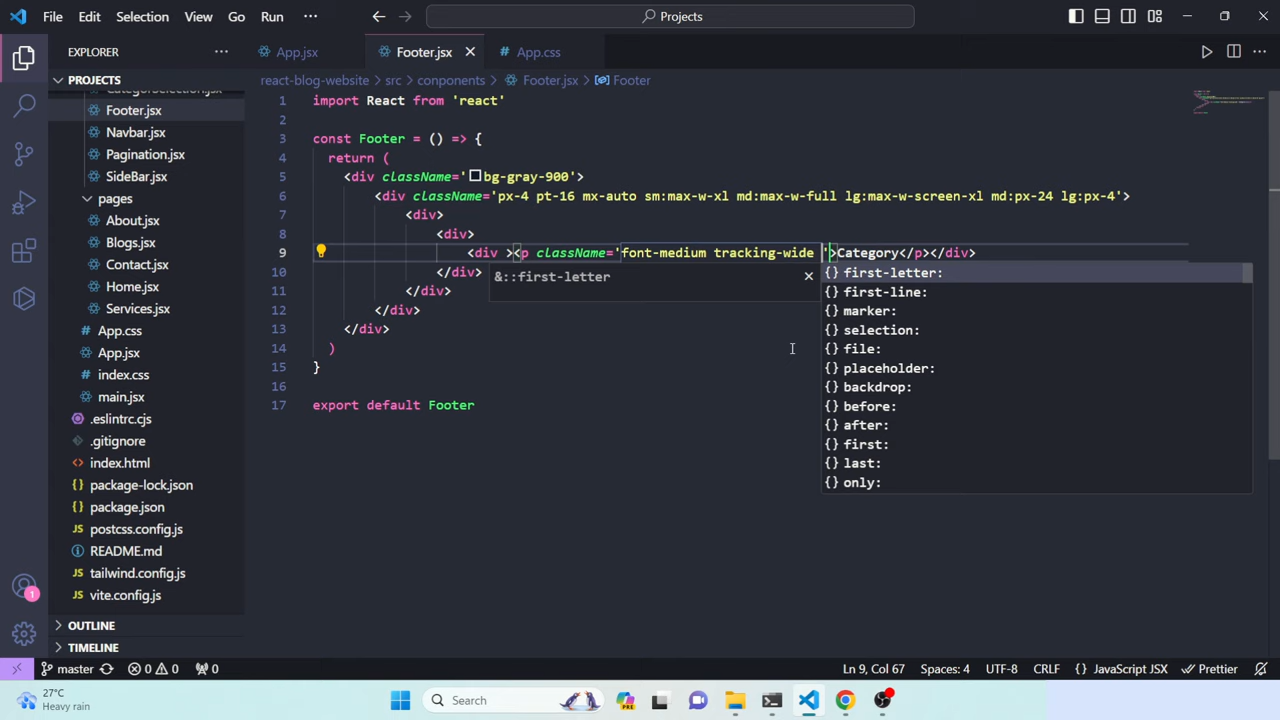 File Edit Selection View Go Run ··· Projects
EXPLORER ···
App.jsx Footer.jsx App.css
PROJECTS
react-blog-website > src > conponents > Footer.jsx > Footer
Footer.jsx
Navbar.jsx
Pagination.jsx
SideBar.jsx
pages
About.jsx
Blogs.jsx
Contact.jsx
Home.jsx
Services.jsx
App.css
App.jsx
index.css
main.jsx
.eslintrc.cjs
.gitignore
index.html
package-lock.json
package.json
postcss.config.js
README.md
tailwind.config.js
vite.config.js
OUTLINE
TIMELINE
1 import React from 'react'
2
3 const Footer = () => {
4 return (
5 <div className='bg-gray-900'>
6 <div className='px-4 pt-16 mx-auto sm:max-w-xl md:max-w-full lg:max-w-screen-xl md:px-24 lg:px-4'>
7 <div>
8 <div>
9 <div ><p className='font-medium tracking-wide '>Category</p></div>
10 </div>
11 </div>
12 </div>
13 </div>
14 )
15 }
16
17 export default Footer
&::first-letter
{} first-letter:
{} first-line:
{} marker:
{} selection:
{} file:
{} placeholder:
{} backdrop:
{} before:
{} after:
{} first:
{} last:
{} only:
1
master 0 0 0 Ln 9, Col 67 Spaces: 4 UTF-8 CRLF {} JavaScript JSX Prettier
27°C
Heavy rain
Search
PRE